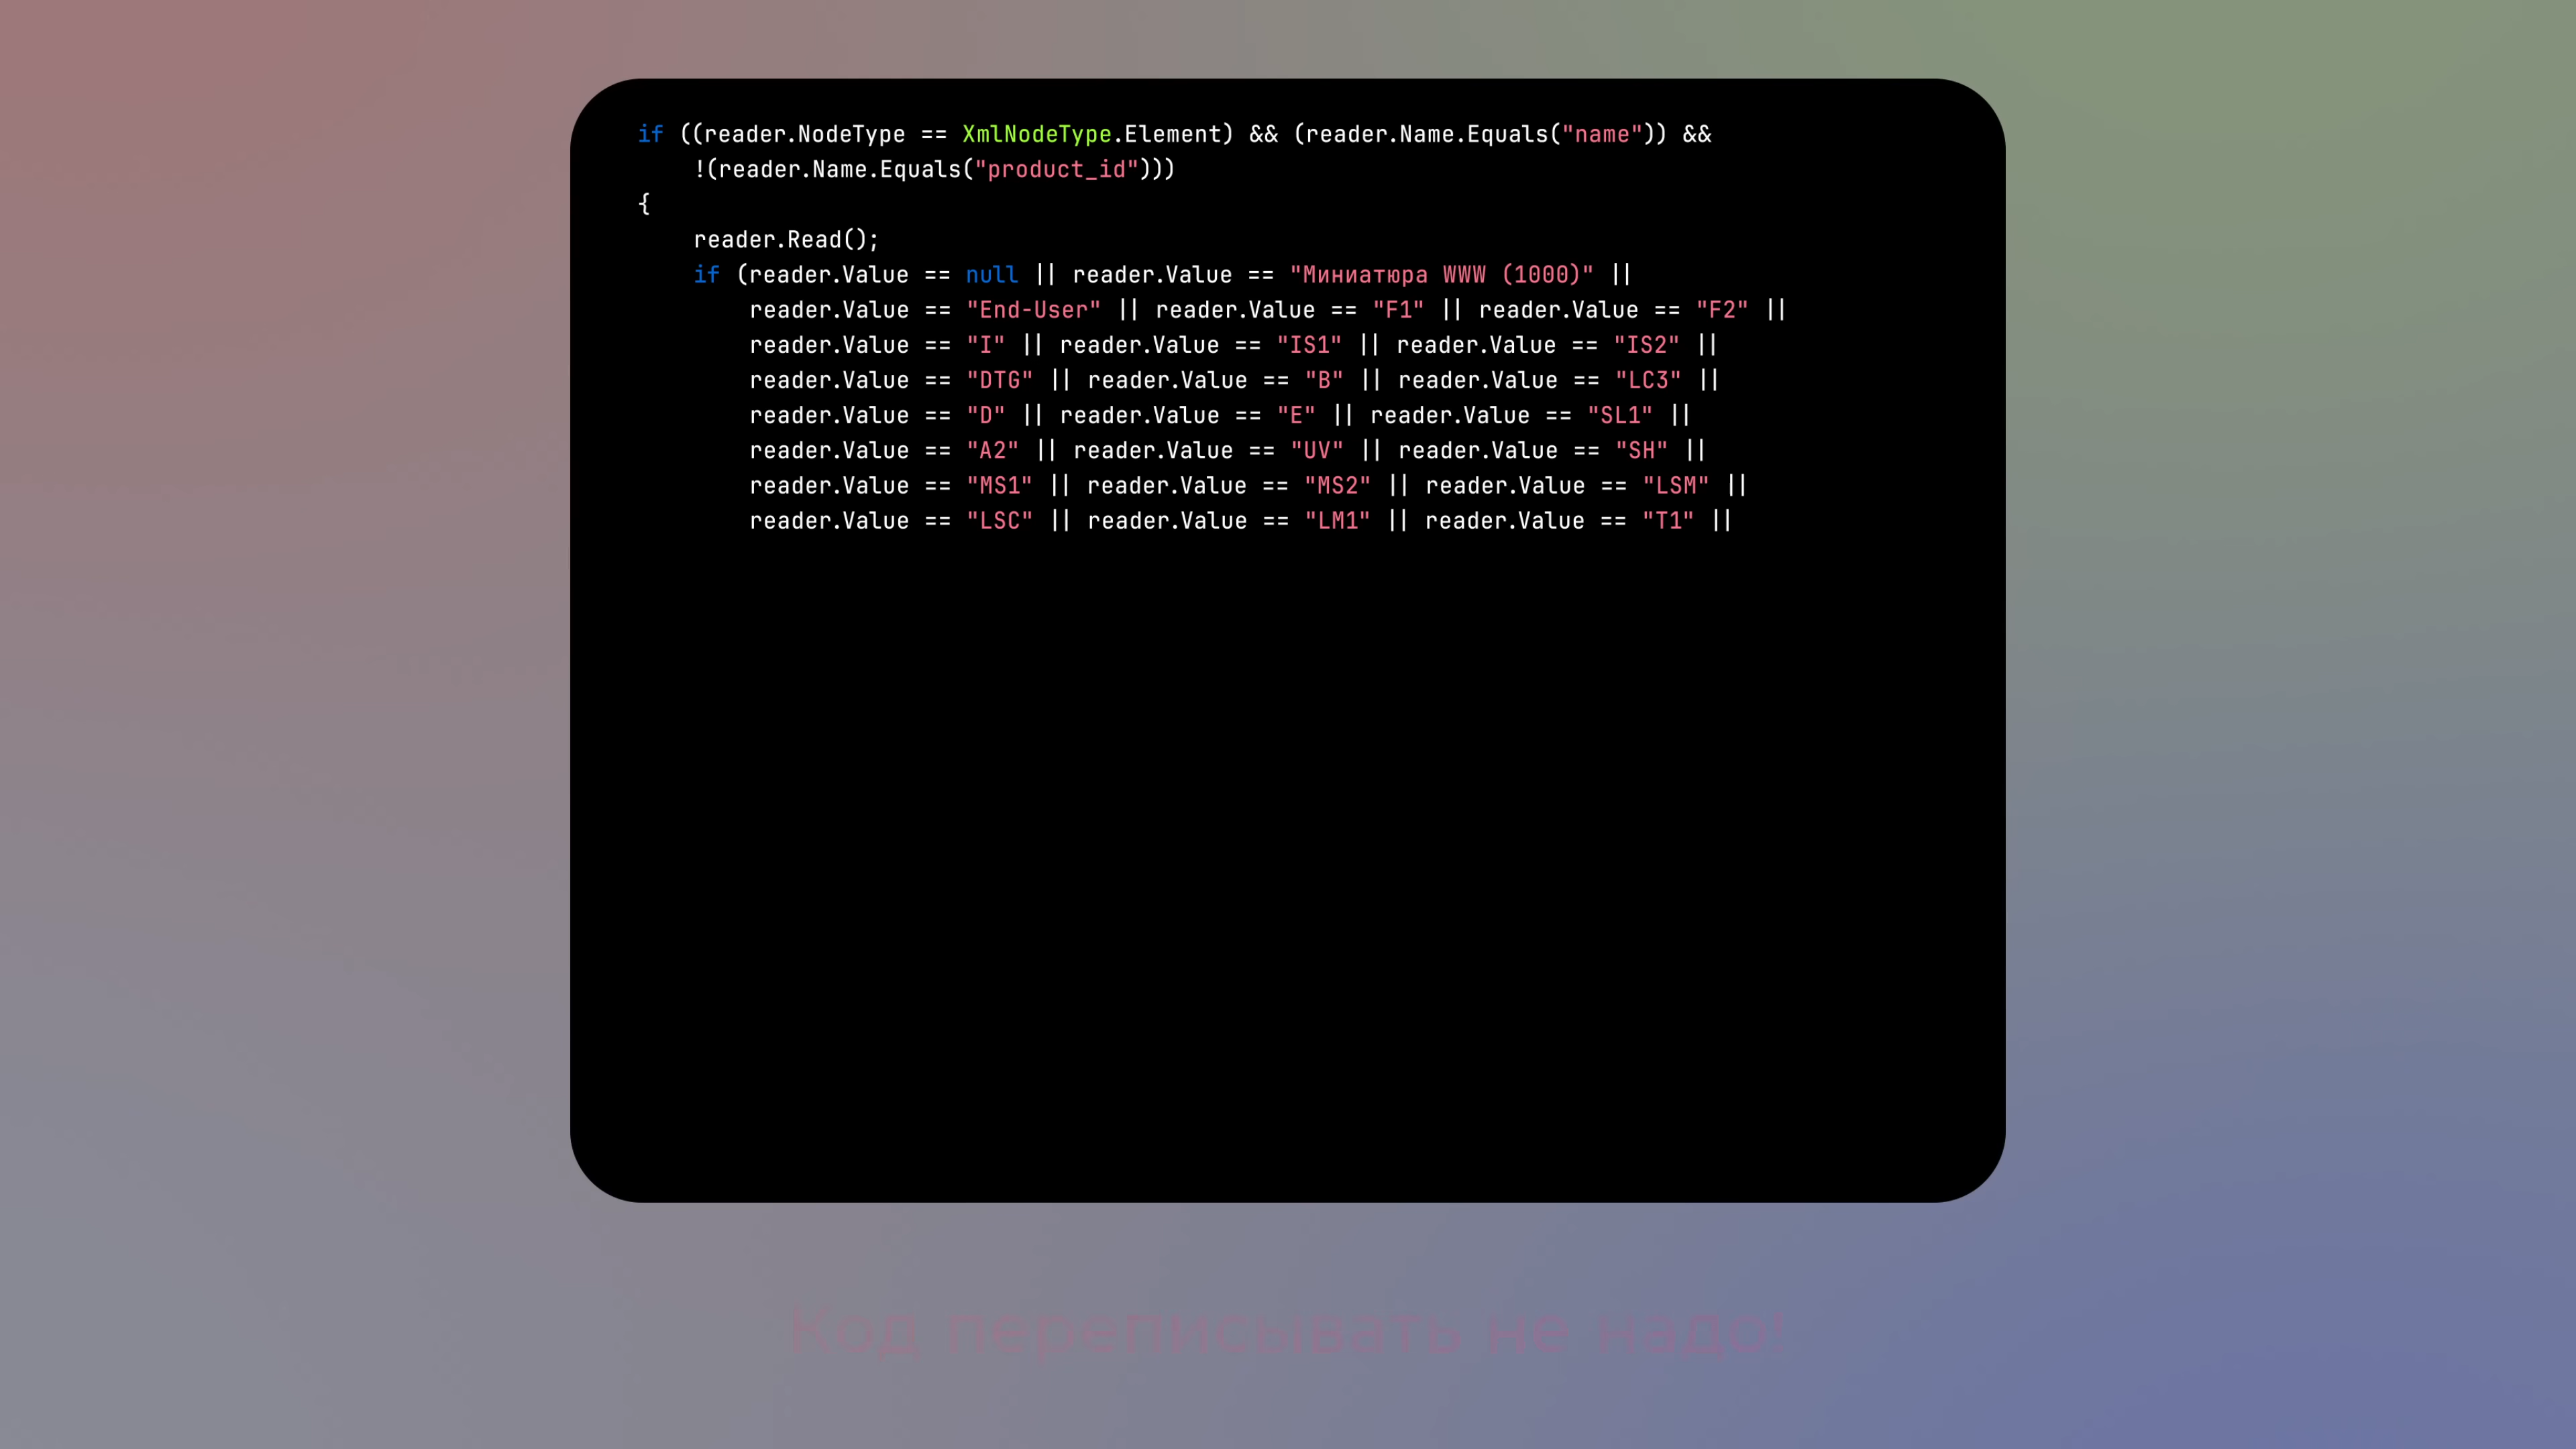 if ((reader.NodeType == XmlNodeType.Element) && (reader.Name.Equals("name")) &&
!(reader.Name.Equals("product_id")))
{
reader.Read();
if (reader.Value == null || reader.Value == "Миниатюра WWW (1000)" ||
reader.Value == "End-User" || reader.Value == "F1" || reader.Value == "F2" ||
reader.Value == "I" || reader.Value == "IS1" || reader.Value == "IS2" ||
reader.Value == "DTG" || reader.Value == "B" || reader.Value == "LC3" ||
reader.Value == "D" || reader.Value == "E" || reader.Value == "SL1" ||
reader.Value == "A2" || reader.Value == "UV" || reader.Value == "SH" ||
reader.Value == "MS1" || reader.Value == "MS2" || reader.Value == "LSM" ||
reader.Value == "LSC" || reader.Value == "LM1" || reader.Value == "T1" ||
Код переписывать не надо!